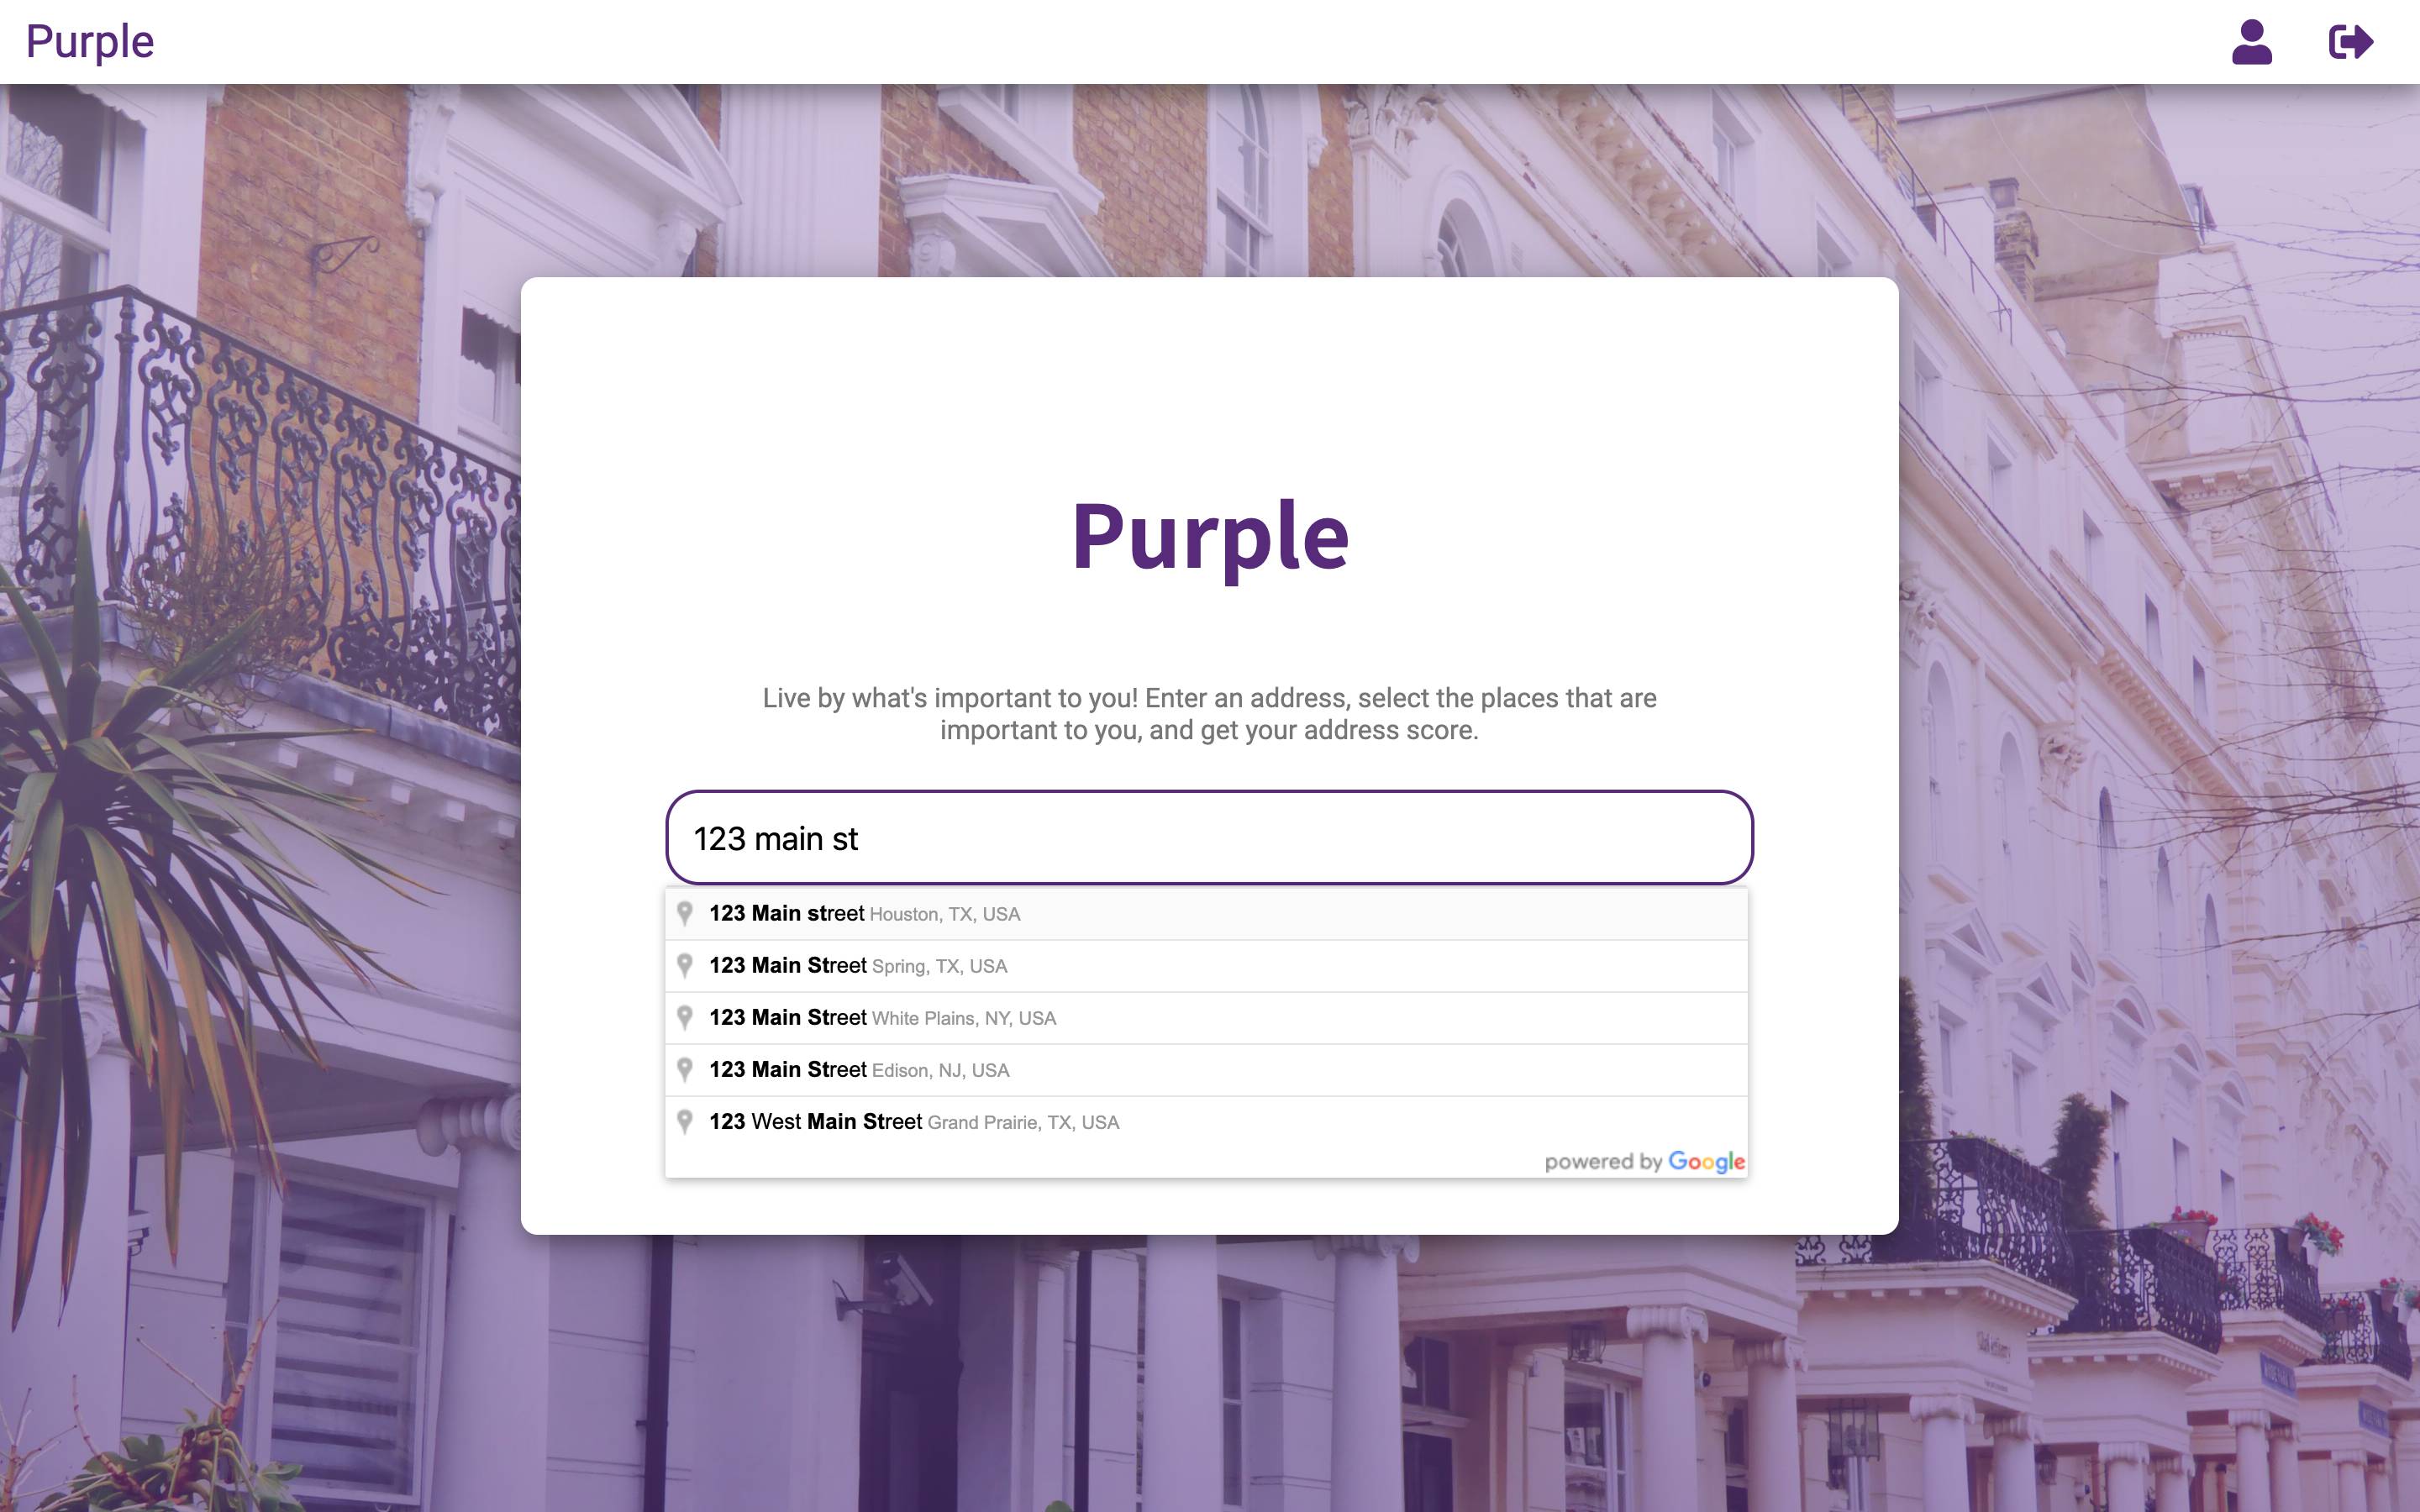 Purple
Purple
Live by what's important to you! Enter an address, select the places that are
important to you, and get your address score.
123 main st
123 Main street Houston, TX, USA
123 Main Street Spring, TX, USA
123 Main Street White Plains, NY, USA
123 Main Street Edison, NJ, USA
123 West Main Street Grand Prairie, TX, USA
powered by Google